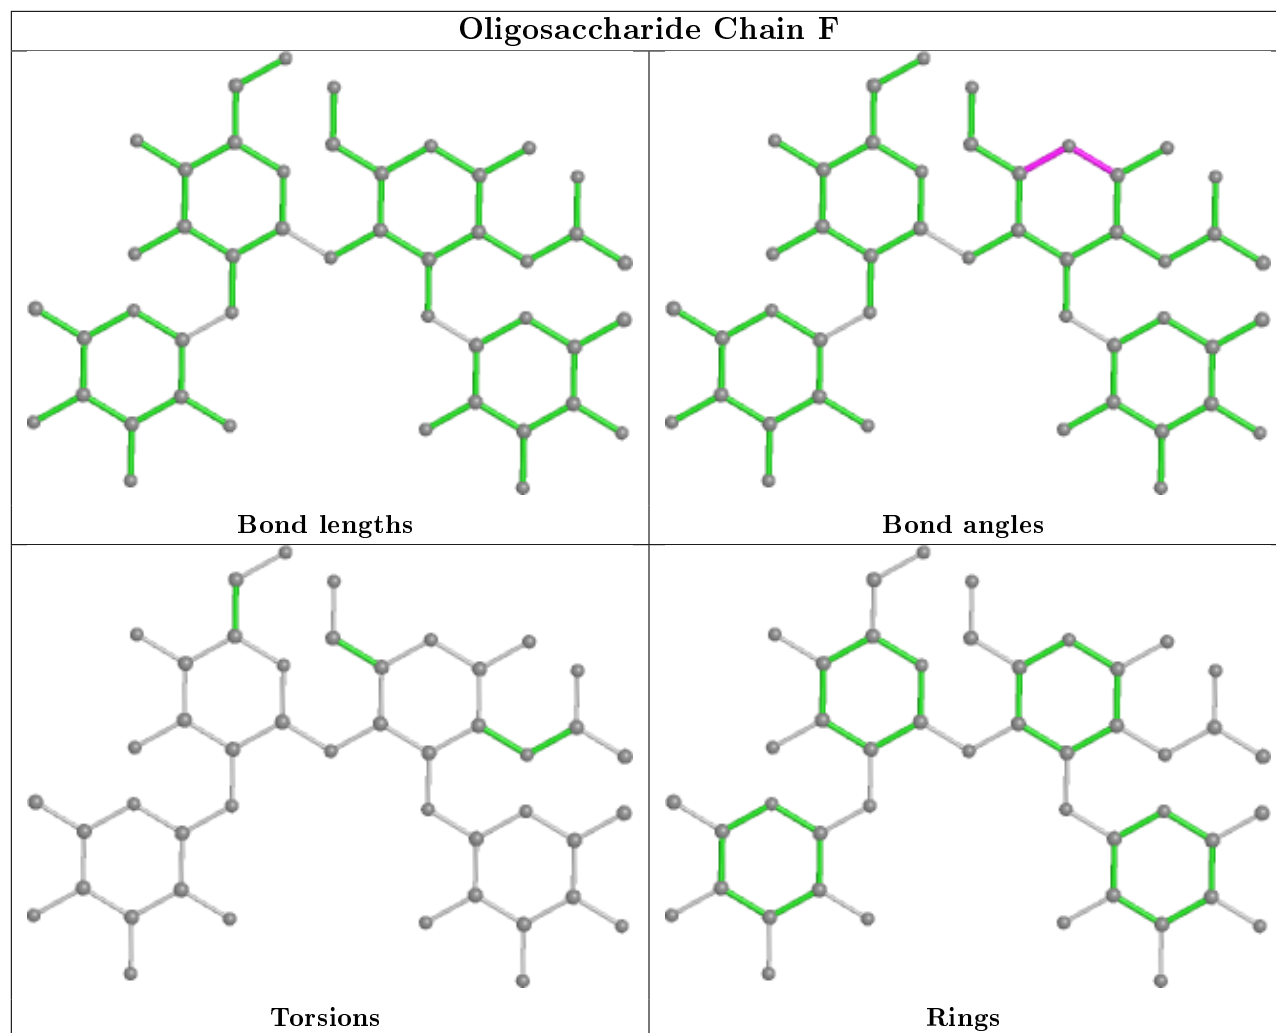 Oligosaccharide Chain F
Bond lengths
Bond angles
Torsions
Rings